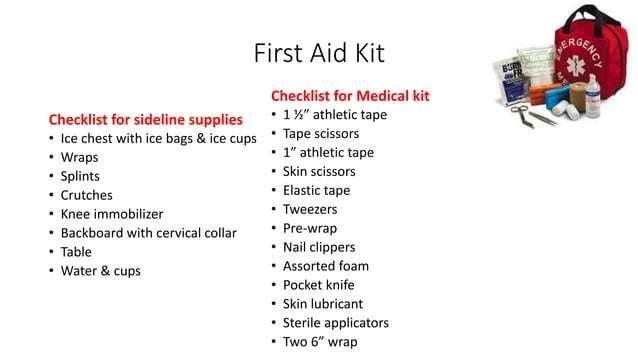 First Aid Kit
Checklist for sideline supplies
• Ice chest with ice bags & ice cups
• Wraps
• Splints
• Crutches
• Knee immobilizer
• Backboard with cervical collar
• Table
• Water & cups
Checklist for Medical kit
• 1 ½” athletic tape
• Tape scissors
• 1” athletic tape
• Skin scissors
• Elastic tape
• Tweezers
• Pre-wrap
• Nail clippers
• Assorted foam
• Pocket knife
• Skin lubricant
• Sterile applicators
• Two 6” wrap
EMERGENCY